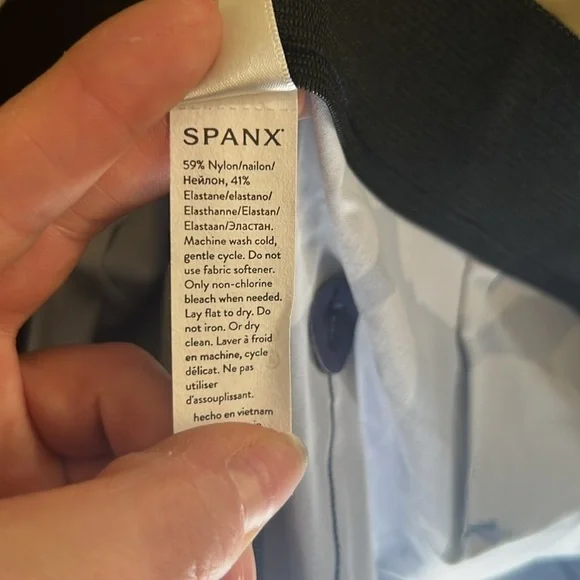 SPANX®
59% Nylon/nailon/
Нейлон, 41%
Elastane/elastano/
Elasthanne/Elastan/
Elastaan/Эластан.
Machine wash cold,
gentle cycle. Do not
use fabric softener.
Only non-chlorine
bleach when needed.
Lay flat to dry. Do
not iron. Or dry
clean. Laver à froid
en machine, cycle
délicat. Ne pas
utiliser
d'assouplissant.
hecho en vietnam